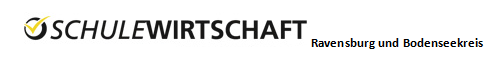 SCHULEWIRTSCHAFT
Ravensburg und Bodenseekreis